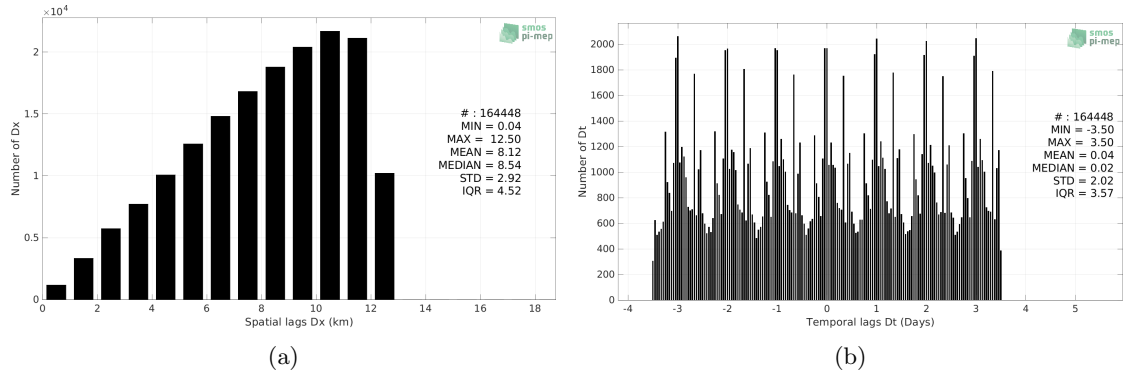 ×10⁴
2
1.5
1
0.5
0
Number of Dx
smos
pi-mep
# : 164448
MIN = 0.04
MAX = 12.50
MEAN = 8.12
MEDIAN = 8.54
STD = 2.92
IQR = 4.52
0 2 4 6 8 10 12 14 16 18
Spatial lags Dx (km)
(a)
2000
1800
1600
1400
1200
1000
800
600
400
200
0
Number of Dt
smos
pi-mep
# : 164448
MIN = -3.50
MAX = 3.50
MEAN = 0.04
MEDIAN = 0.02
STD = 2.02
IQR = 3.57
-4 -3 -2 -1 0 1 2 3 4 5
Temporal lags Dt (Days)
(b)